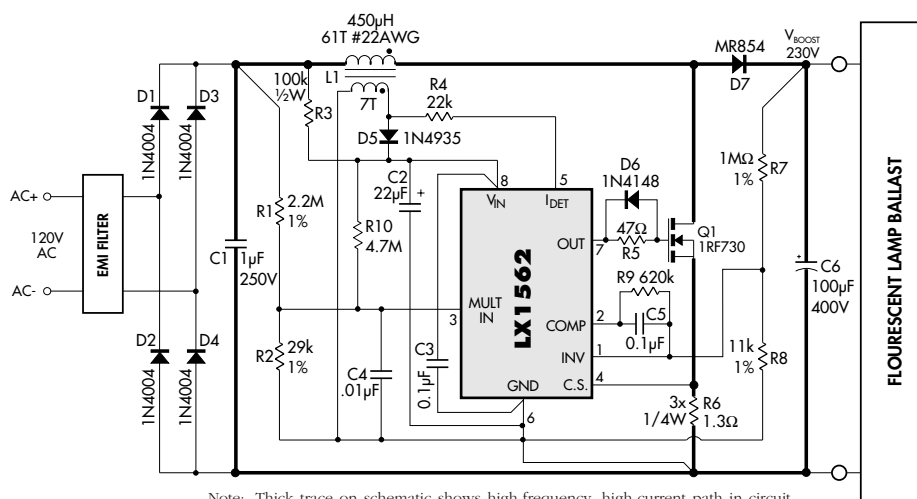 450µH
61T #22AWG
L1
7T
100k
½W
R3
R4
22k
D5
1N4935
V BOOST
230V
MR854
D7
D1
1N4004
D3
1N4004
AC+
120V
AC
AC-
EMI FILTER
D2
1N4004
D4
1N4004
C1
1µF
250V
R1
2.2M
1%
R2
29k
1%
R10
4.7M
C2
22µF
+
C4
.01µF
C3
0.1µF
8
VIN
5
IDET
LX1562
MULT
IN
3
OUT
7
COMP
2
INV
1
C.S.
4
GND
6
D6
1N4148
47Ω
R5
Q1
1RF730
R9 620k
C5
0.1µF
3x
1/4W
R6
1.3Ω
1MΩ
1%
R7
11k
1%
R8
+
C6
100µF
400V
FLOURESCENT LAMP BALLAST
Note: Thick trace on schematic shows high-frequency, high-current path in circuit.